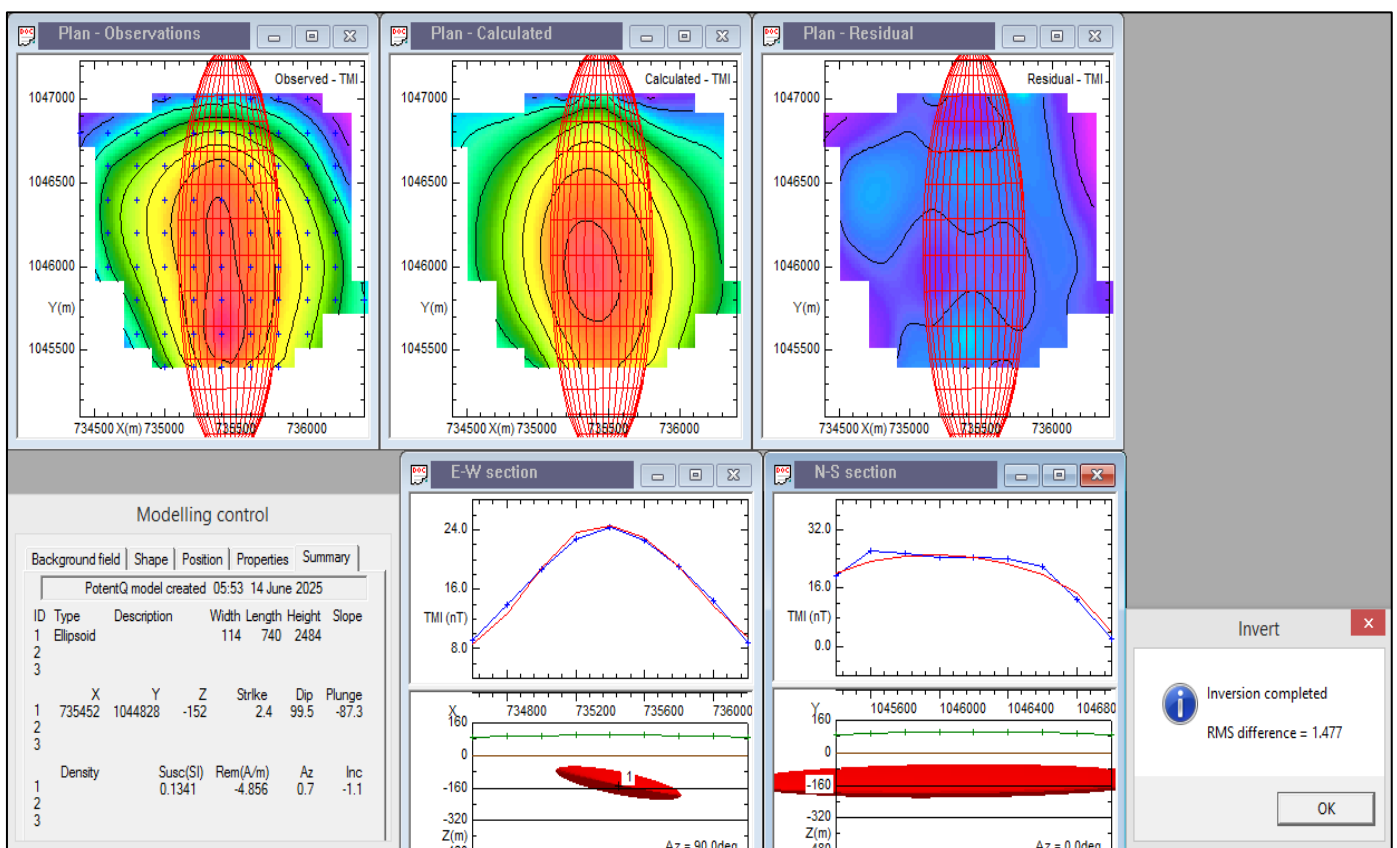 Plan - Observations
Observed - TMI
1047000
1046500
1046000
Y(m)
1045500
734500 X(m) 735000 735500 736000
Plan - Calculated
Calculated - TMI
1047000
1046500
1046000
Y(m)
1045500
734500 X(m) 735000 735500 736000
Plan - Residual
Residual - TMI
1047000
1046500
1046000
Y(m)
1045500
734500 X(m) 735000 735500 736000
Modelling control
Background field Shape Position Properties Summary
PotentQ model created 05:53 14 June 2025
ID Type Description Width Length Height Slope
1 Ellipsoid 114 740 2484
2
3
X Y Z Strike Dip Plunge
1 735452 1044828 -152 2.4 99.5 -87.3
2
3
Density Susc(SI) Rem(A/m) Az Inc
1 0.1341 -4.856 0.7 -1.1
2
3
E-W section
24.0
16.0
TMI (nT)
8.0
X 734800 735200 735600 736000
160
0
1
-160
-320
Z(m)
Az = 90.0deg
N-S section
32.0
16.0
TMI (nT)
0.0
Y 1045600 1046000 1046400 104680
160
0
-160
-320
Z(m)
-480
Az = 0.0deg
Invert
Inversion completed
RMS difference = 1.477
OK